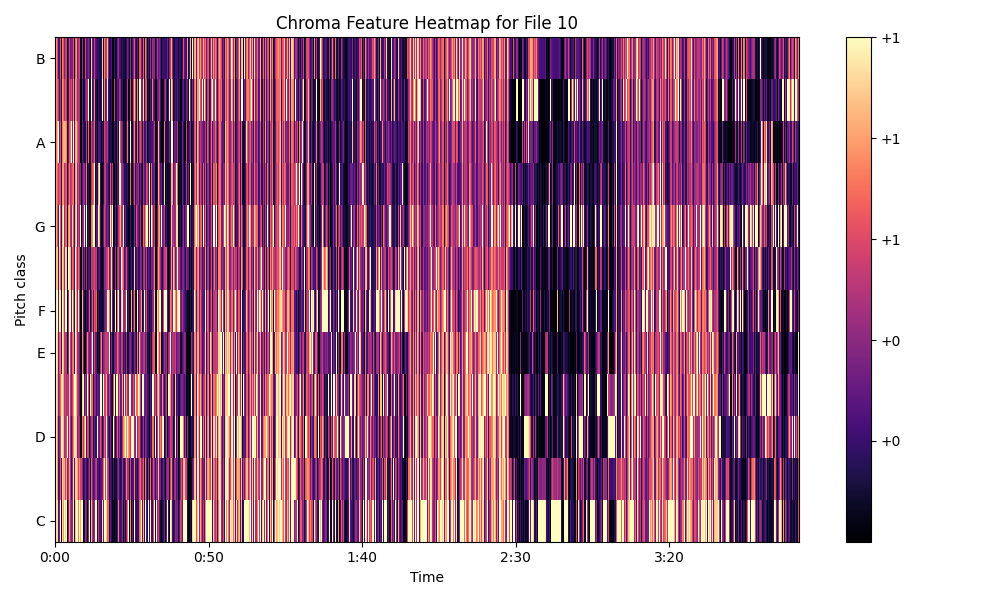 Chroma Feature Heatmap for File 10
Pitch class
B
A
G
F
E
D
C
0:00 0:50 1:40 2:30 3:20
Time
+1
+1
+1
+0
+0